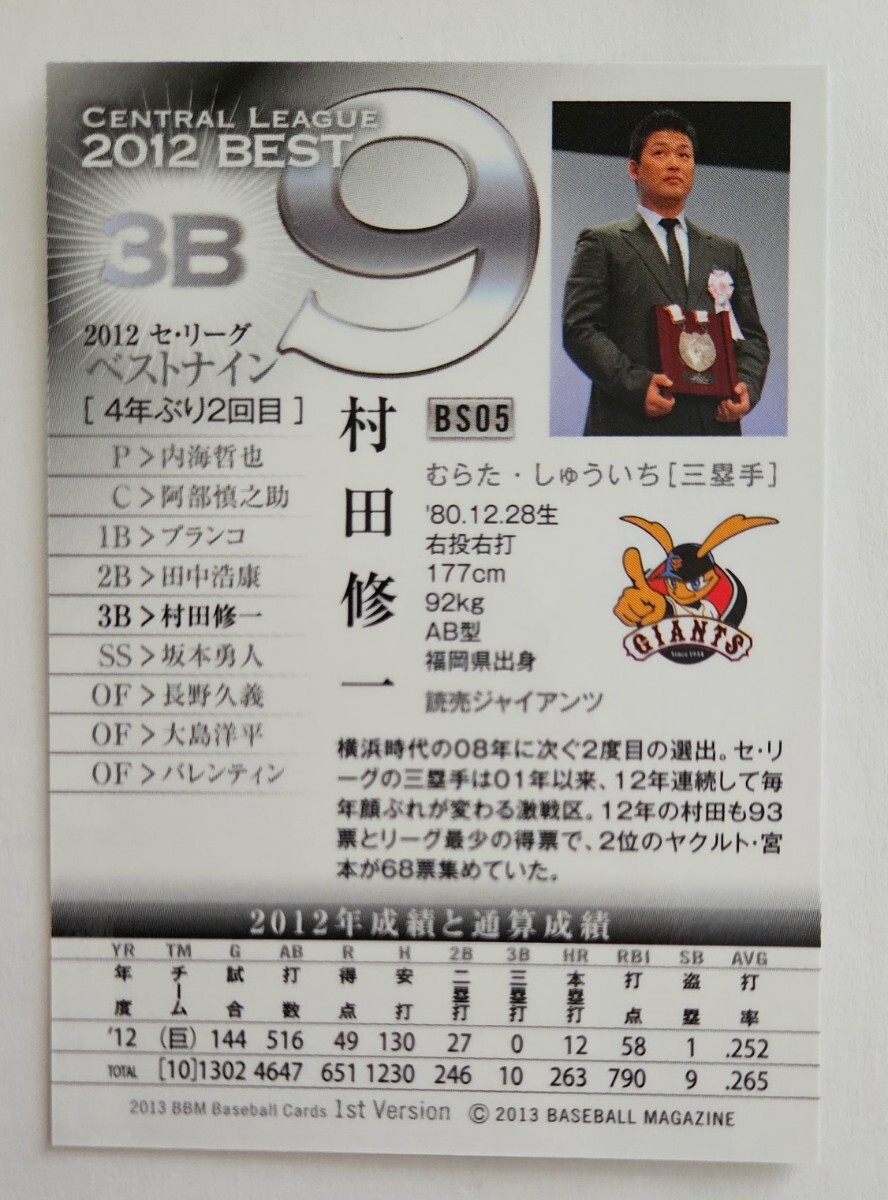 CENTRAL LEAGUE
2012 BEST 9
3B
2012 セ・リーグ
ベストナイン
[ 4年ぶり2回目 ]
P > 内海哲也
C > 阿部慎之助
1B > ブランコ
2B > 田中浩康
3B > 村田修一
SS > 坂本勇人
OF > 長野久義
OF > 大島洋平
OF > バレンティン
村田修一
BS05
むらた・しゅういち[三塁手]
'80.12.28生
右投右打
177cm
92kg
AB型
福岡県出身
読売ジャイアンツ
GIANTS
Since 1934
横浜時代の08年に次ぐ2度目の選出。セ・リ
ーグの三塁手は01年以来、12年連続して毎
年顔ぶれが変わる激戦区。12年の村田も93
票とリーグ最少の得票で、2位のヤクルト・宮
本が68票集めていた。
2012年成績と通算成績
YR TM G AB R H 2B 3B HR RBI SB AVG
年度 チーム 試合 打数 得点 安打 二塁打 三塁打 本塁打 打点 盗塁 打率
'12 (巨) 144 516 49 130 27 0 12 58 1 .252
TOTAL [10] 1302 4647 651 1230 246 10 263 790 9 .265
2013 BBM Baseball Cards 1st Version © 2013 BASEBALL MAGAZINE